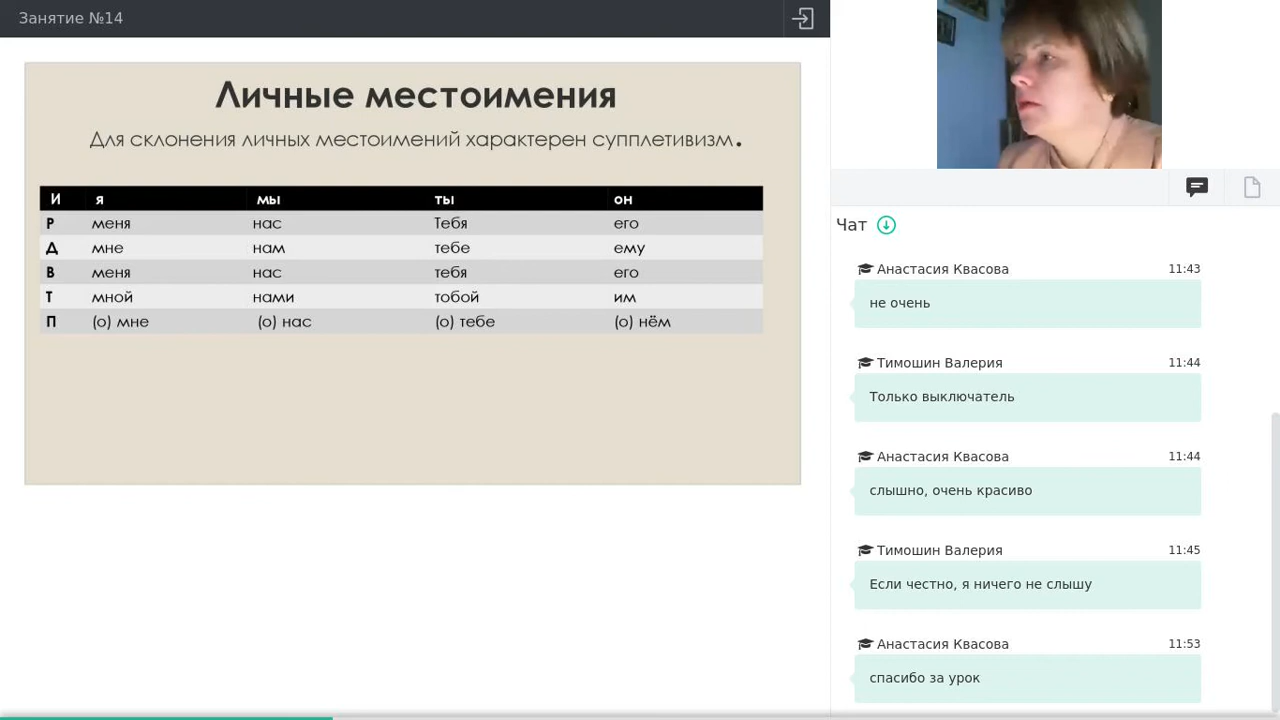 Занятие №14
Личные местоимения
Для склонения личных местоимений характерен супплетивизм.
И я мы ты он
Р меня нас Тебя его
Д мне нам тебе ему
В меня нас тебя его
Т мной нами тобой им
П (о) мне (о) нас (о) тебе (о) нём
Чат
Анастасия Квасова 11:43
не очень
Тимошин Валерия 11:44
Только выключатель
Анастасия Квасова 11:44
слышно, очень красиво
Тимошин Валерия 11:45
Если честно, я ничего не слышу
Анастасия Квасова 11:53
спасибо за урок